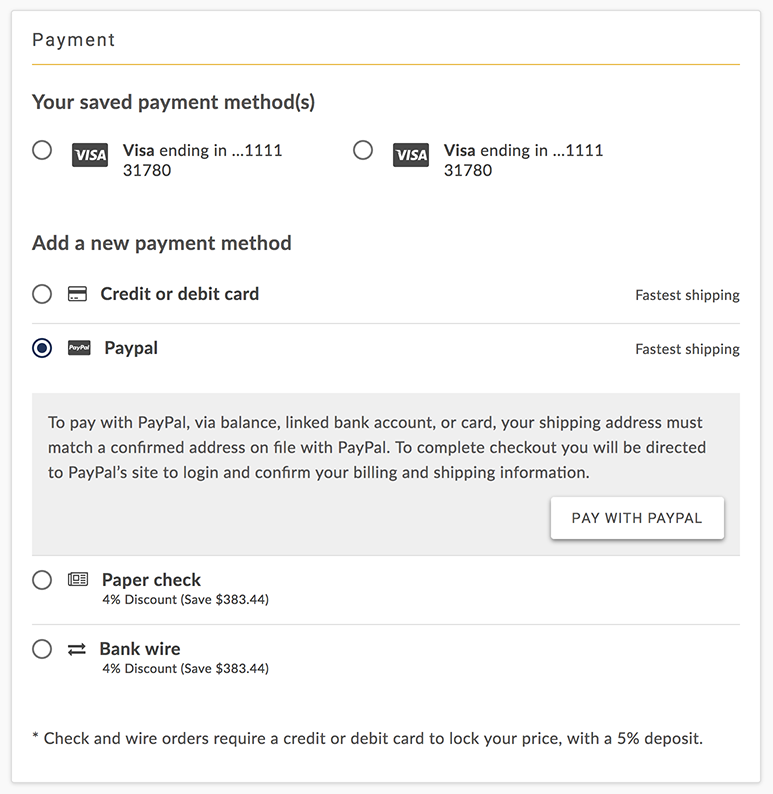 Payment
Your saved payment method(s)
VISA Visa ending in ...1111
31780
VISA Visa ending in ...1111
31780
Add a new payment method
Credit or debit card Fastest shipping
PayPal Paypal Fastest shipping
To pay with PayPal, via balance, linked bank account, or card, your shipping address must
match a confirmed address on file with PayPal. To complete checkout you will be directed
to PayPal’s site to login and confirm your billing and shipping information.
PAY WITH PAYPAL
Paper check
4% Discount (Save $383.44)
Bank wire
4% Discount (Save $383.44)
* Check and wire orders require a credit or debit card to lock your price, with a 5% deposit.